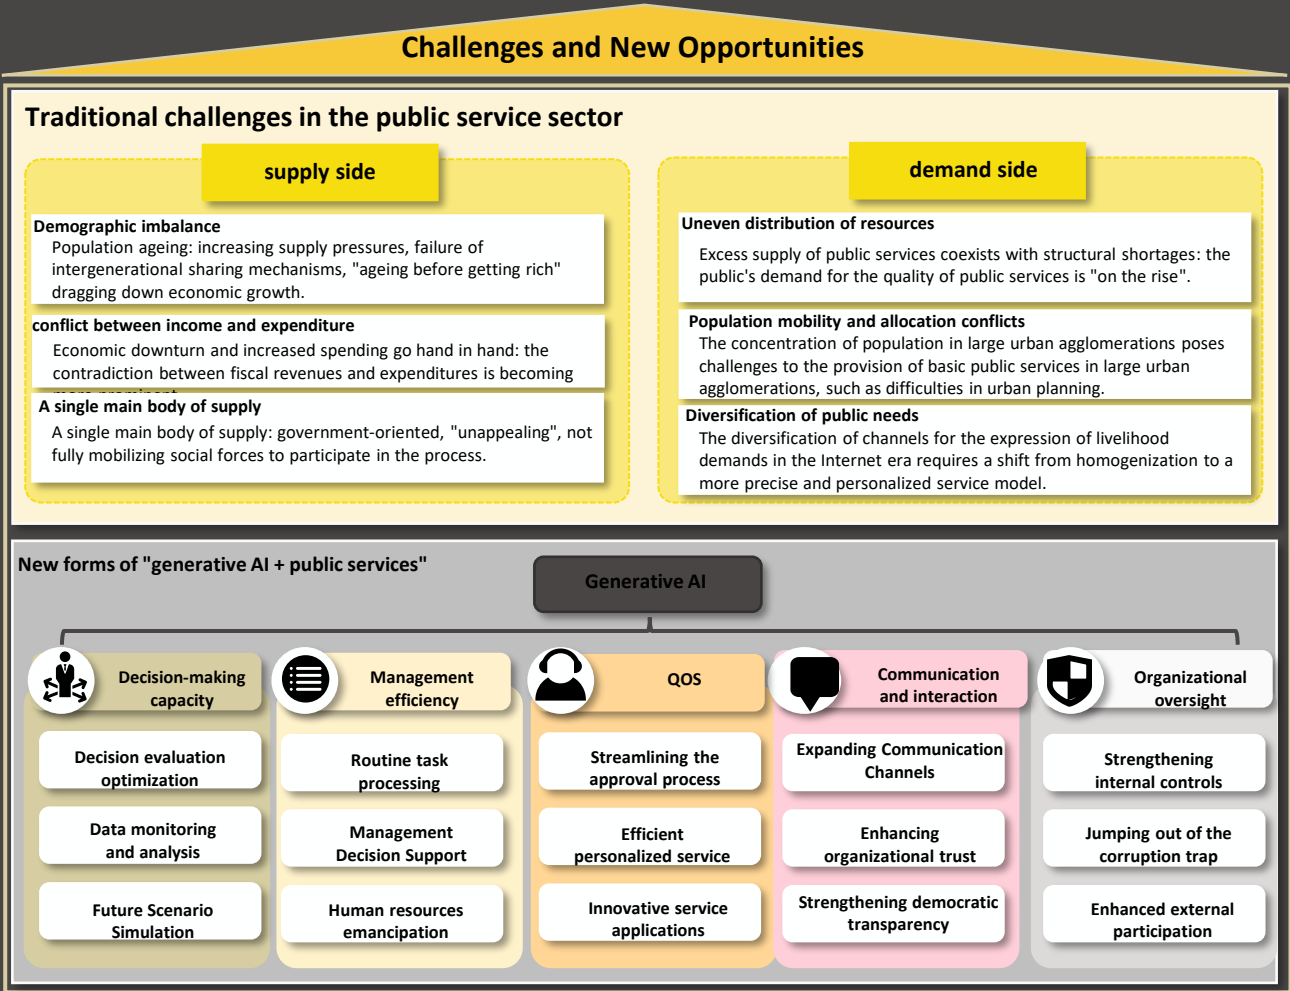 Challenges and New Opportunities
Traditional challenges in the public service sector
supply side
Demographic imbalance
Population ageing: increasing supply pressures, failure of
intergenerational sharing mechanisms, "ageing before getting rich"
dragging down economic growth.
conflict between income and expenditure
Economic downturn and increased spending go hand in hand: the
contradiction between fiscal revenues and expenditures is becoming
A single main body of supply
A single main body of supply: government-oriented, "unappealing", not
fully mobilizing social forces to participate in the process.
demand side
Uneven distribution of resources
Excess supply of public services coexists with structural shortages: the
public's demand for the quality of public services is "on the rise".
Population mobility and allocation conflicts
The concentration of population in large urban agglomerations poses
challenges to the provision of basic public services in large urban
agglomerations, such as difficulties in urban planning.
Diversification of public needs
The diversification of channels for the expression of livelihood
demands in the Internet era requires a shift from homogenization to a
more precise and personalized service model.
New forms of "generative AI + public services"
Generative AI
Decision-making
capacity
Decision evaluation
optimization
Data monitoring
and analysis
Future Scenario
Simulation
Management
efficiency
Routine task
processing
Management
Decision Support
Human resources
emancipation
QOS
Streamlining the
approval process
Efficient
personalized service
Innovative service
applications
Communication
and interaction
Expanding Communication
Channels
Enhancing
organizational trust
Strengthening democratic
transparency
Organizational
oversight
Strengthening
internal controls
Jumping out of the
corruption trap
Enhanced external
participation